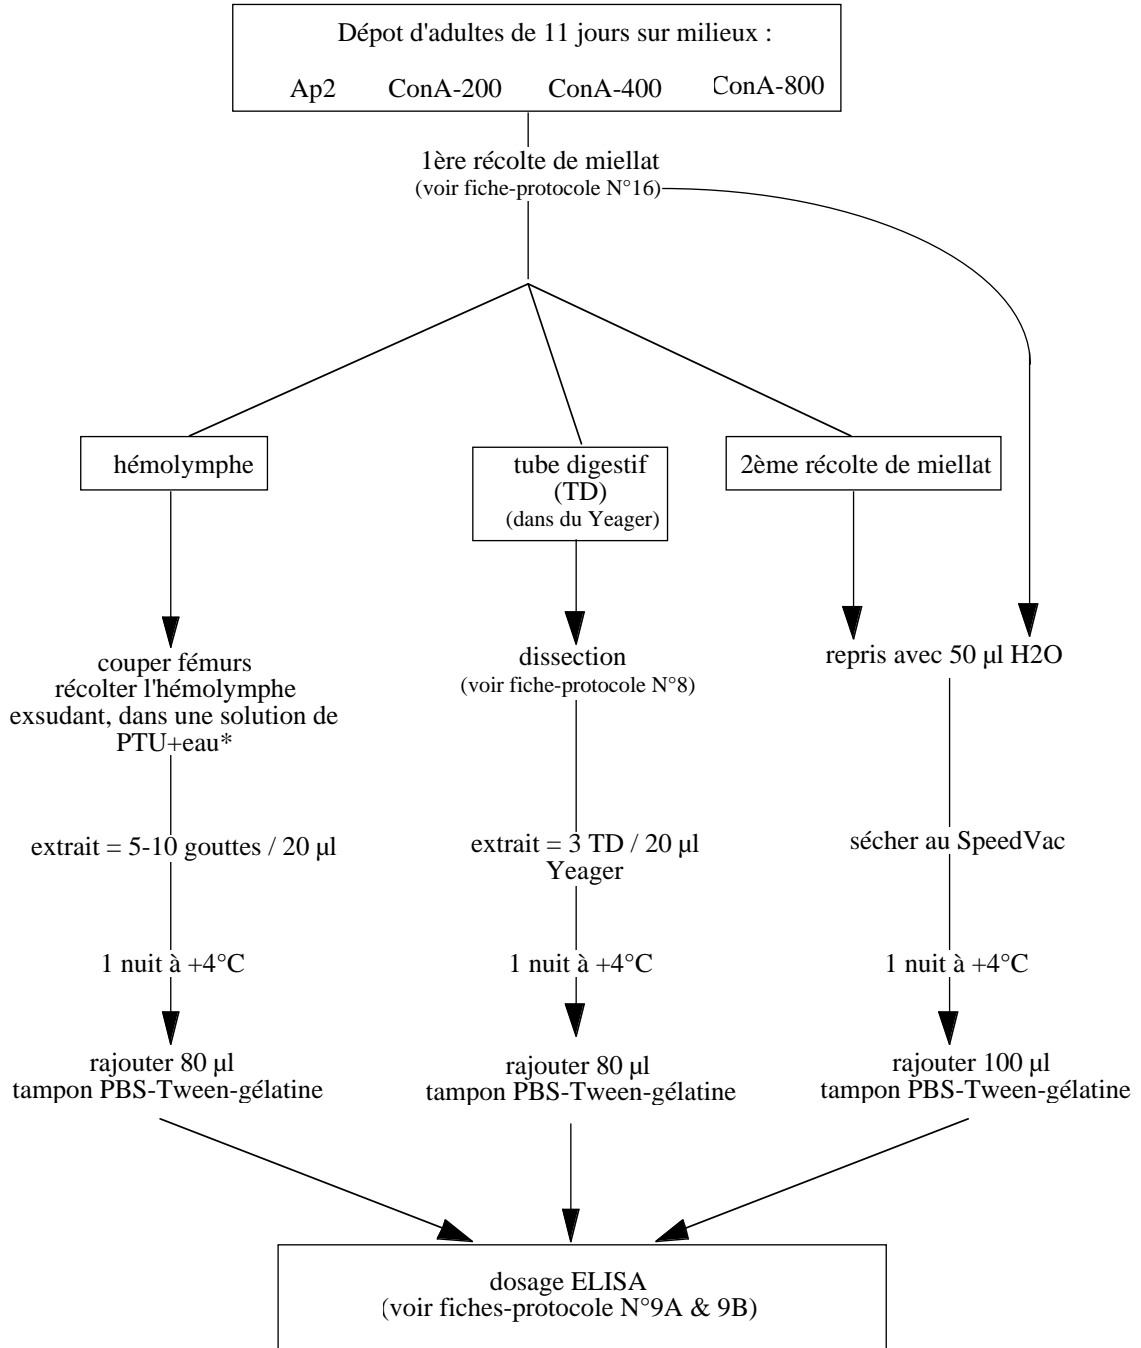 Dépot d'adultes de 11 jours sur milieux :
Ap2 ConA-200 ConA-400 ConA-800
1ère récolte de miellat
(voir fiche-protocole N°16)
hémolymphe
tube digestif
(TD)
(dans du Yeager)
2ème récolte de miellat
couper fémurs
récolter l'hémolymphe
exsudant, dans une solution de
PTU+eau*
dissection
(voir fiche-protocole N°8)
repris avec 50 µl H2O
extrait = 5-10 gouttes / 20 µl
extrait = 3 TD / 20 µl
Yeager
sécher au SpeedVac
1 nuit à +4°C
1 nuit à +4°C
1 nuit à +4°C
rajouter 80 µl
tampon PBS-Tween-gélatine
rajouter 80 µl
tampon PBS-Tween-gélatine
rajouter 100 µl
tampon PBS-Tween-gélatine
dosage ELISA
(voir fiches-protocole N°9A & 9B)